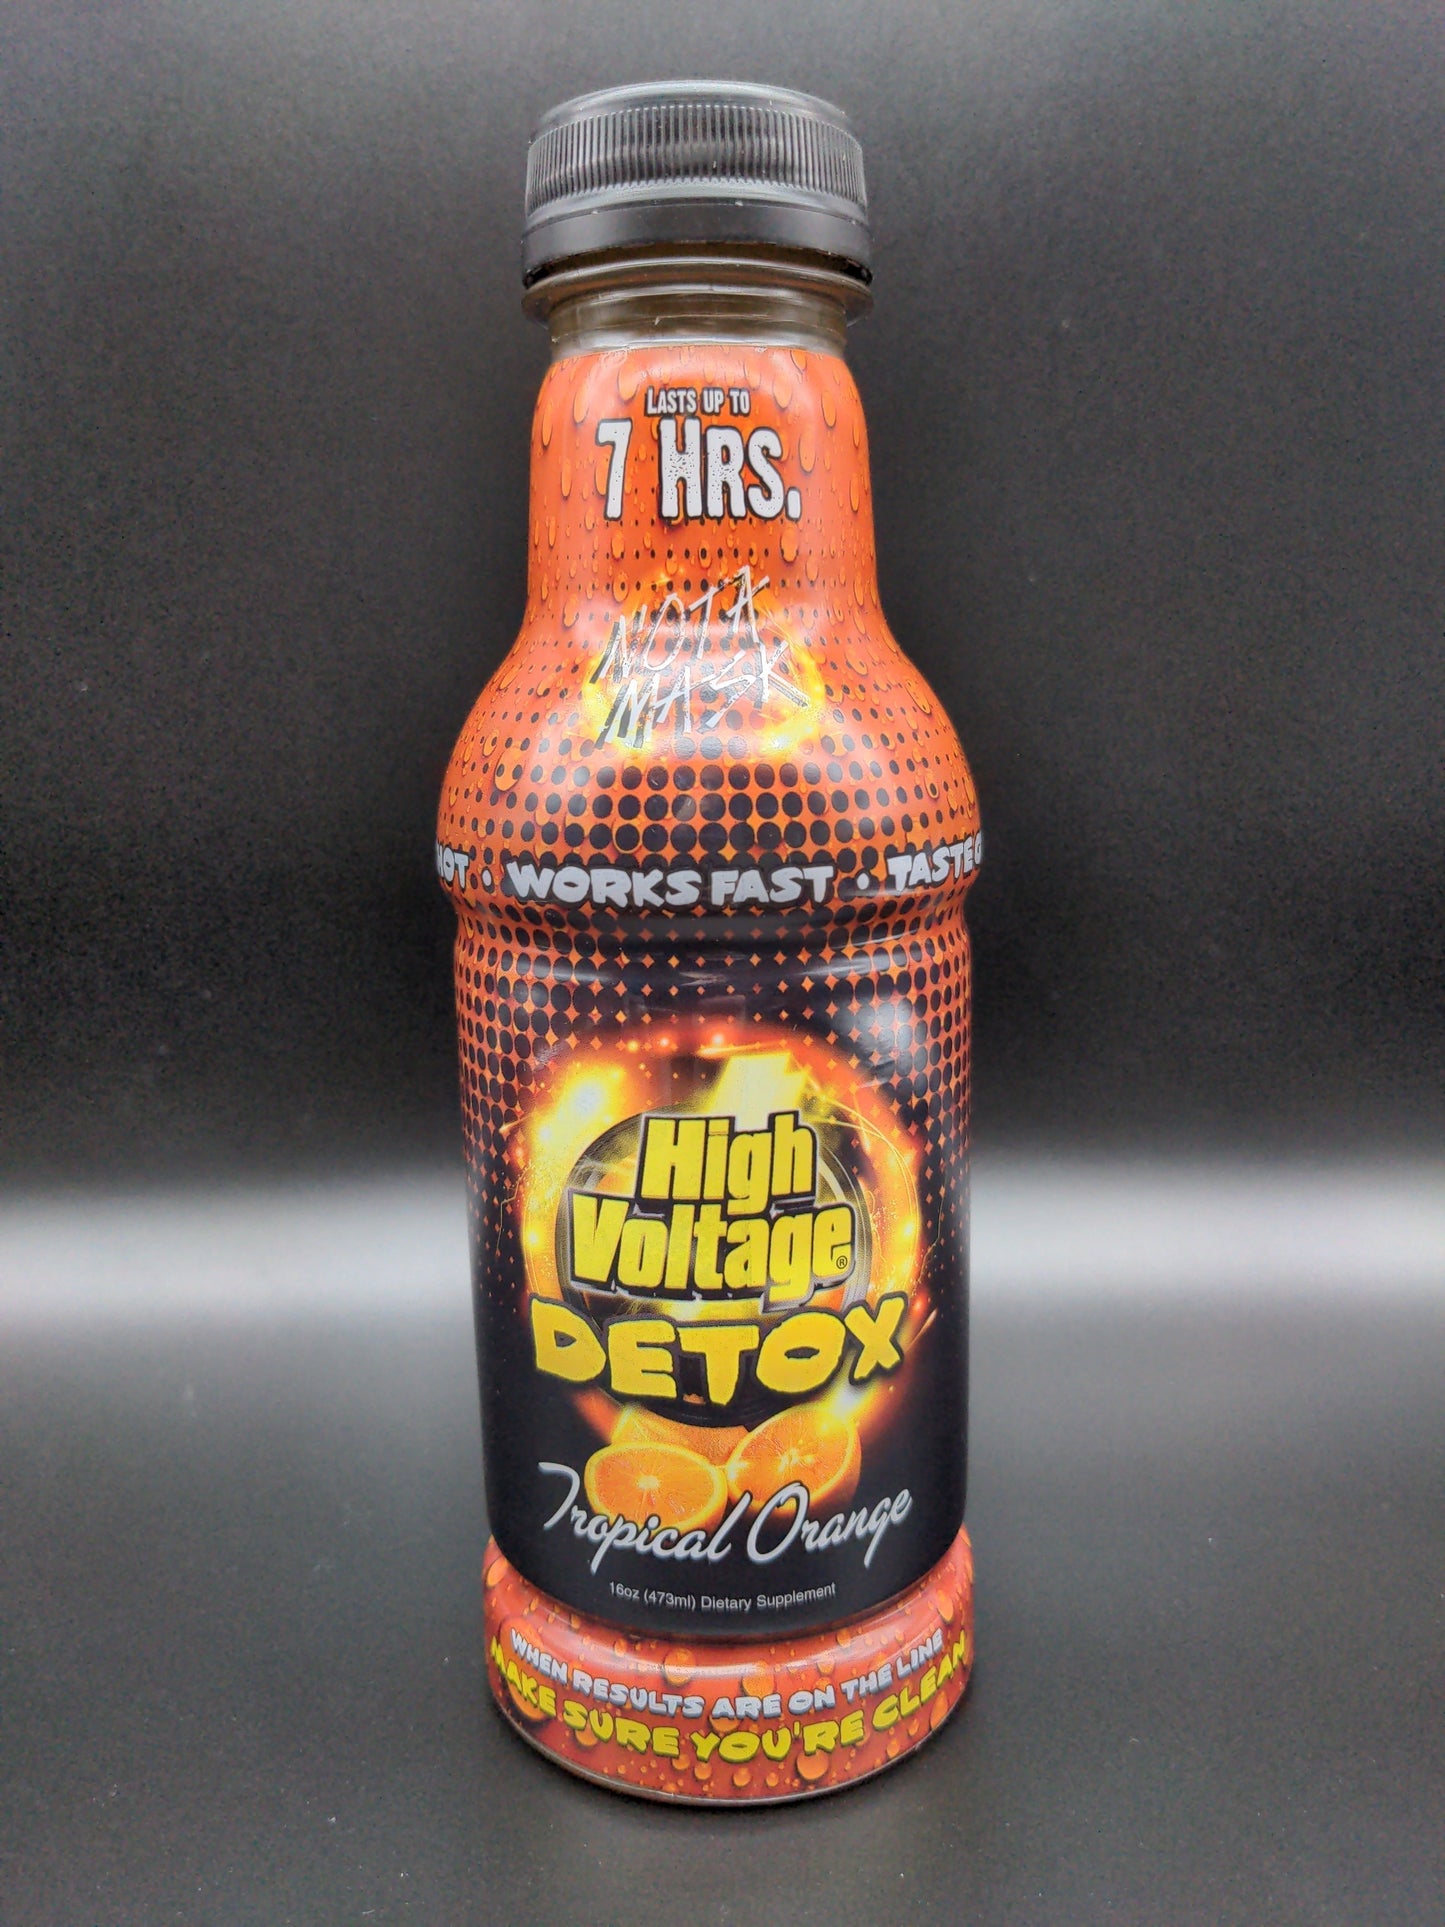 LASTS UP TO
7 HRS.
NOT A
MASK
WORKS FAST •
High
Voltage®
DETOX
Tropical Orange
16oz (473ml) Dietary Supplement
WHEN RESULTS ARE ON THE LINE
MAKE SURE YOU'RE CLEAN